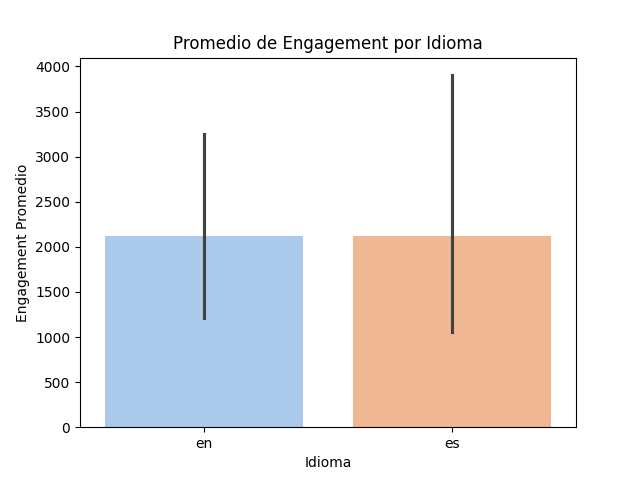 Promedio de Engagement por Idioma
Engagement Promedio
4000
3500
3000
2500
2000
1500
1000
500
0
en
es
Idioma